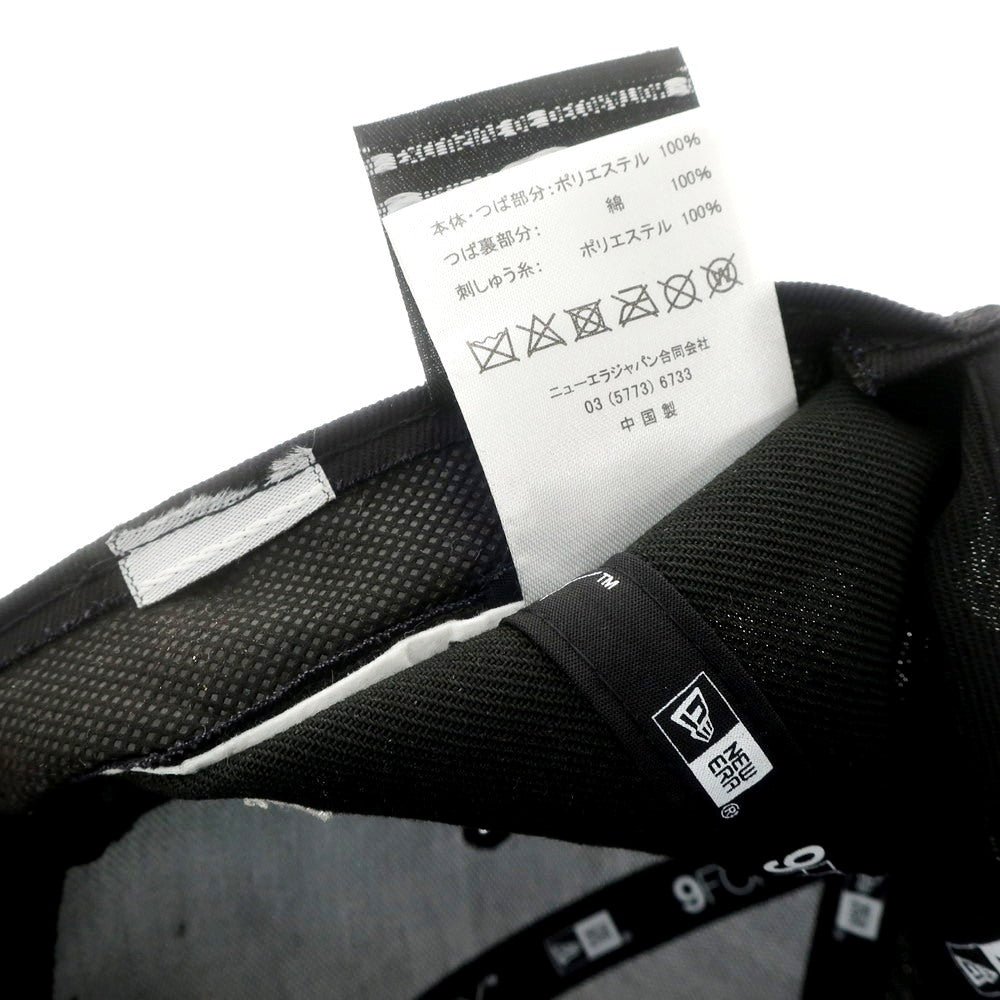 本体・つば部分:ポリエステル 100%
つば裏部分: 綿 100%
刺しゅう糸: ポリエステル 100%
ニューエラジャパン合同会社
03 (5773) 6733
中国製
TM
NEW
ERA
®
9FO